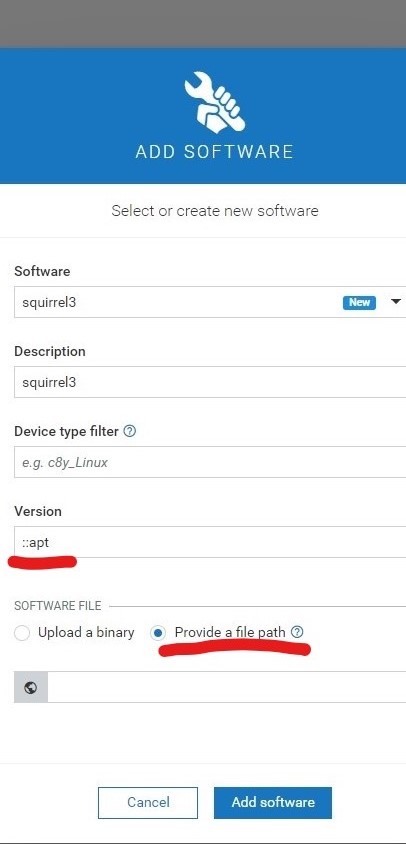 ADD SOFTWARE
Select or create new software
Software
squirrel3 New
Description
squirrel3
Device type filter
e.g. c8y_Linux
Version
::apt
SOFTWARE FILE
Upload a binary Provide a file path
Cancel Add software